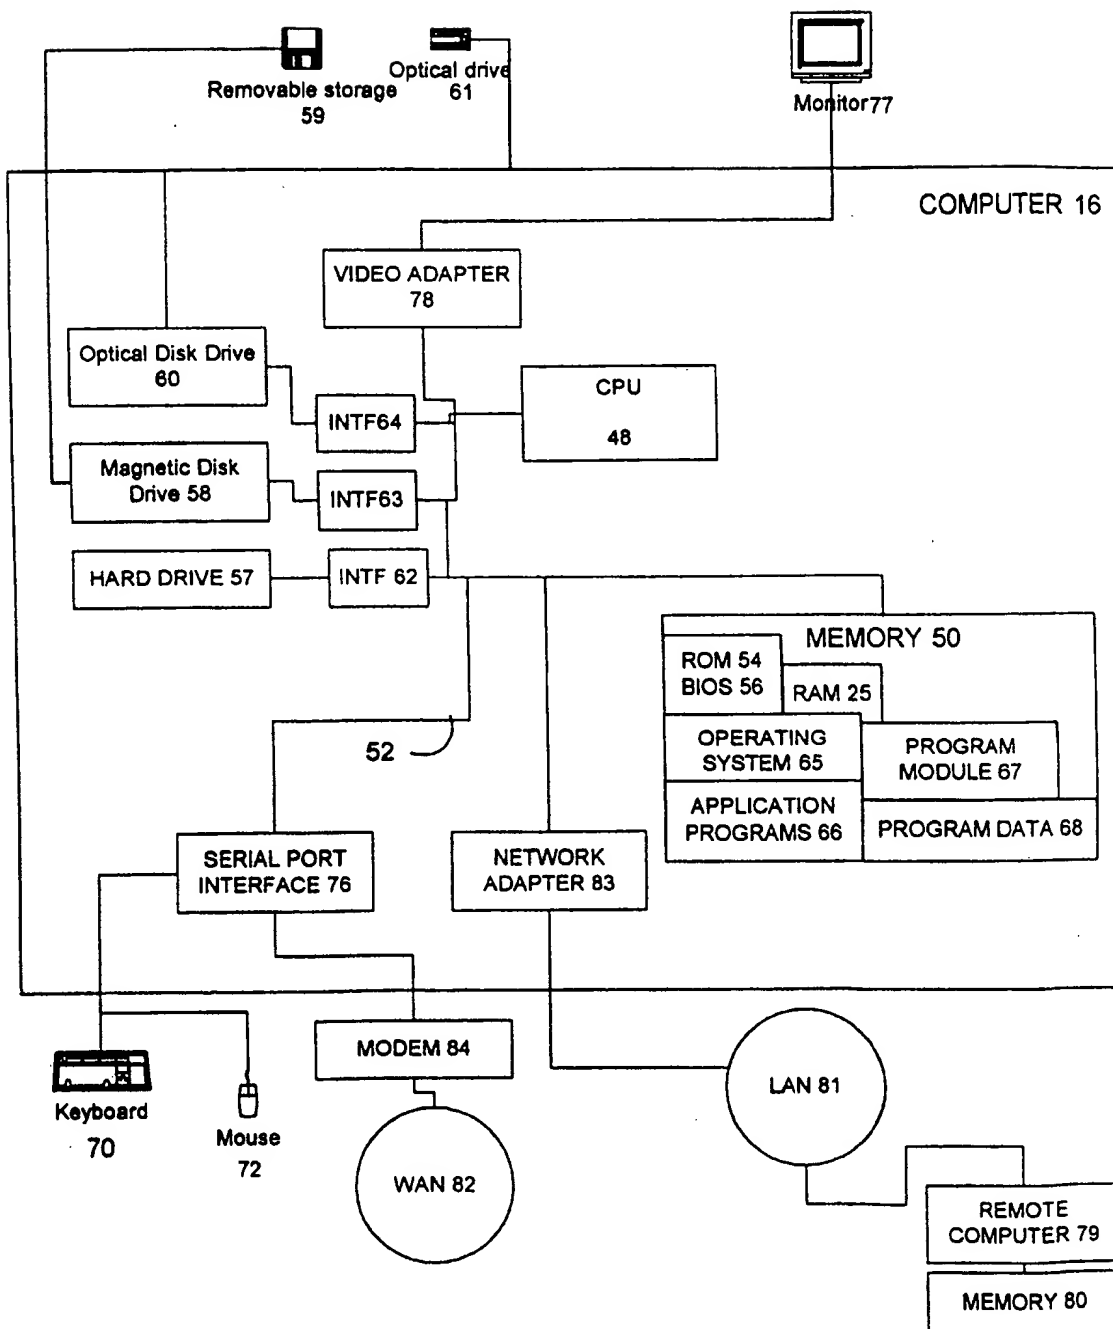 Removable storage
59
Optical drive
61
Monitor77
COMPUTER 16
VIDEO ADAPTER
78
Optical Disk Drive
60
CPU
48
INTF64
Magnetic Disk
Drive 58
INTF63
HARD DRIVE 57
INTF 62
MEMORY 50
ROM 54
BIOS 56
RAM 25
OPERATING
SYSTEM 65
PROGRAM
MODULE 67
APPLICATION
PROGRAMS 66
PROGRAM DATA 68
52
SERIAL PORT
INTERFACE 76
NETWORK
ADAPTER 83
MODEM 84
LAN 81
Keyboard
70
Mouse
72
WAN 82
REMOTE
COMPUTER 79
MEMORY 80